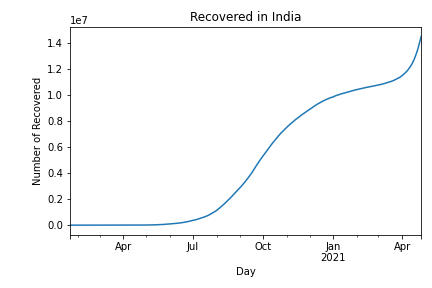 Recovered in India
1e7
1.4
1.2
1.0
0.8
0.6
0.4
0.2
0.0
Number of Recovered
Apr
Jul
Oct
Jan
2021
Apr
Day